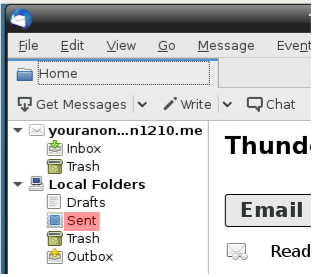 File Edit View Go Message Event
Home
Get Messages Write Chat
youranon...n1210.me
Inbox
Trash
Local Folders
Drafts
Sent
Trash
Outbox
Thunde
Email
Read